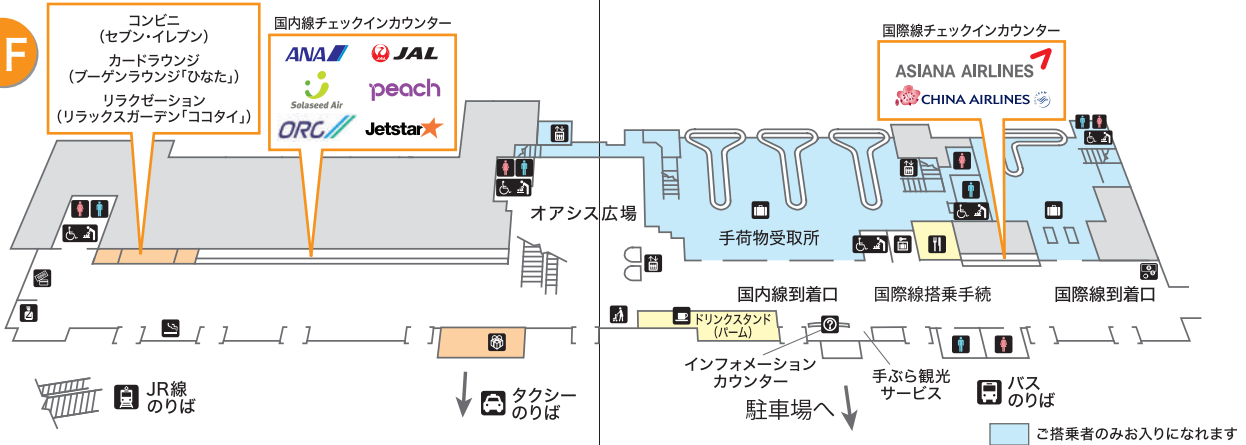 F
コンビニ
(セブン・イレブン)
カードラウンジ
(ブーゲンラウンジ「ひなた」)
リラクゼーション
(リラックスガーデン「ココタイ」)
国内線チェックインカウンター
ANA
JAL
Solaseed Air
peach
ORC
Jetstar
国際線チェックインカウンター
ASIANA AIRLINES
CHINA AIRLINES
オアシス広場
手荷物受取所
国内線到着口
国際線搭乗手続
国際線到着口
ドリンクスタンド
(パーム)
インフォメーション
カウンター
手ぶら観光
サービス
JR線
のりば
タクシー
のりば
駐車場へ
バス
のりば
ご搭乗者のみお入りになれます